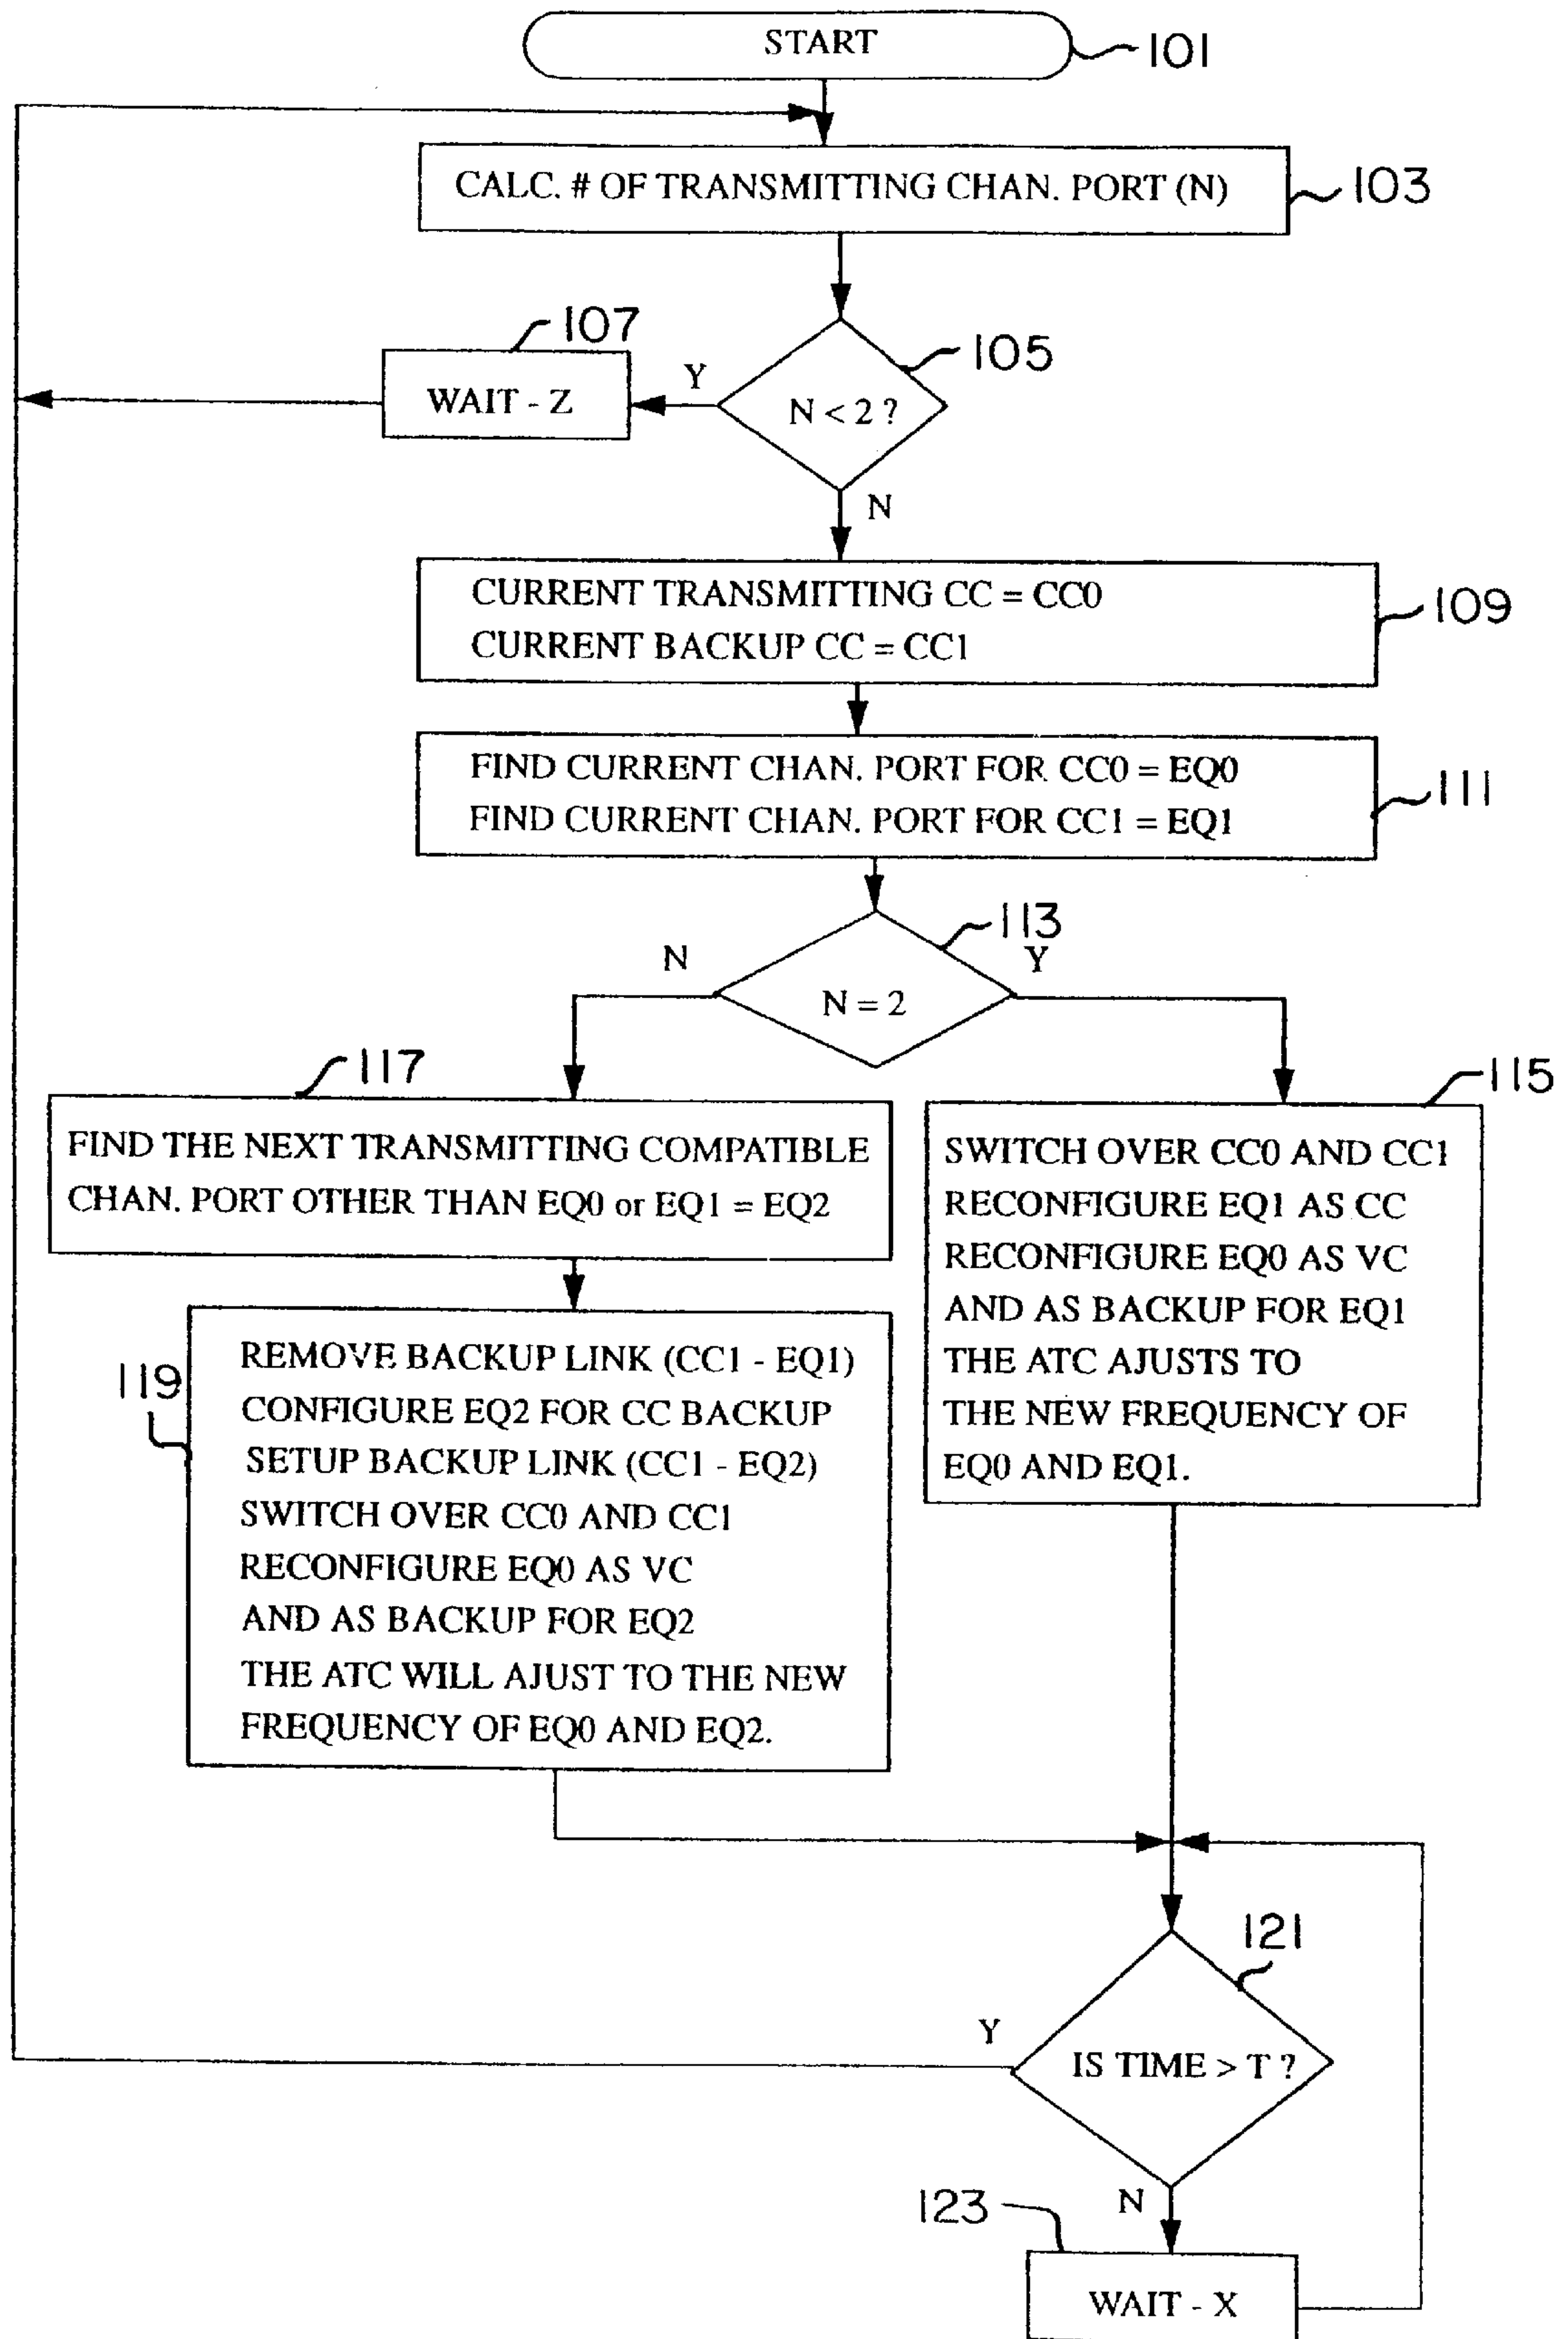 START
101
CALC. # OF TRANSMITTING CHAN. PORT (N)
103
107
WAIT - Z
Y
N < 2 ?
105
N
CURRENT TRANSMITTING CC = CC0
CURRENT BACKUP CC = CC1
109
FIND CURRENT CHAN. PORT FOR CC0 = EQ0
FIND CURRENT CHAN. PORT FOR CC1 = EQ1
111
113
N
Y
N = 2
117
FIND THE NEXT TRANSMITTING COMPATIBLE
CHAN. PORT OTHER THAN EQ0 or EQ1 = EQ2
115
SWITCH OVER CC0 AND CC1
RECONFIGURE EQ1 AS CC
RECONFIGURE EQ0 AS VC
AND AS BACKUP FOR EQ1
THE ATC AJUSTS TO
THE NEW FREQUENCY OF
EQ0 AND EQ1.
119
REMOVE BACKUP LINK (CC1 - EQ1)
CONFIGURE EQ2 FOR CC BACKUP
SETUP BACKUP LINK (CC1 - EQ2)
SWITCH OVER CC0 AND CC1
RECONFIGURE EQ0 AS VC
AND AS BACKUP FOR EQ2
THE ATC WILL AJUST TO THE NEW
FREQUENCY OF EQ0 AND EQ2.
121
Y
IS TIME > T ?
N
123
WAIT - X